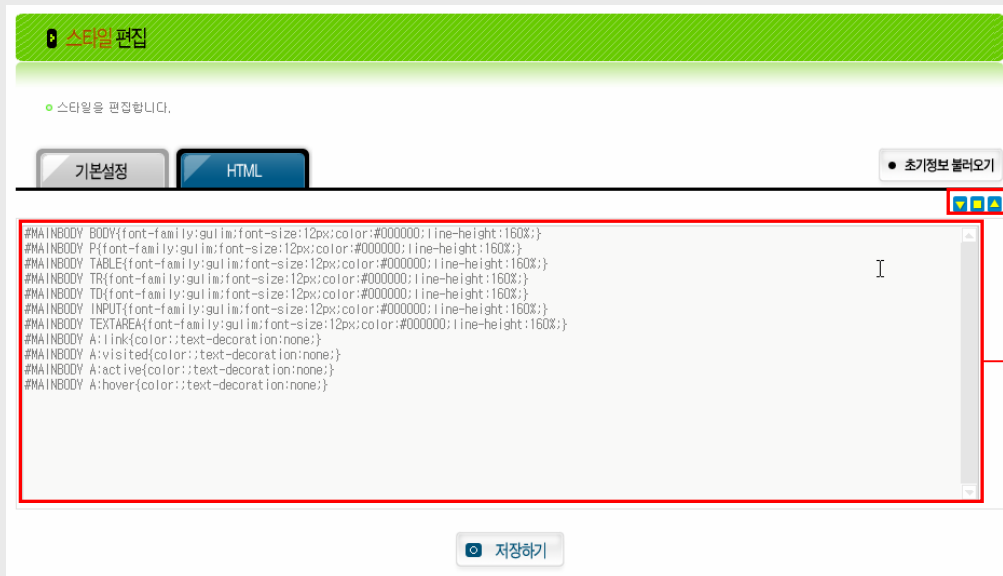 스타일 편집
스타일을 편집합니다.
기본설정
HTML
초기정보 불러오기
#MAINBODY BODY{font-family:gulim;font-size:12px;color:#000000;line-height:160%;}
#MAINBODY P{font-family:gulim;font-size:12px;color:#000000;line-height:160%;}
#MAINBODY TABLE{font-family:gulim;font-size:12px;color:#000000;line-height:160%;}
#MAINBODY TR{font-family:gulim;font-size:12px;color:#000000;line-height:160%;}
#MAINBODY TD{font-family:gulim;font-size:12px;color:#000000;line-height:160%;}
#MAINBODY INPUT{font-family:gulim;font-size:12px;color:#000000;line-height:160%;}
#MAINBODY TEXTAREA{font-family:gulim;font-size:12px;color:#000000;line-height:160%;}
#MAINBODY A:link{color:;text-decoration:none;}
#MAINBODY A:visited{color:;text-decoration:none;}
#MAINBODY A:active{color:;text-decoration:none;}
#MAINBODY A:hover{color:;text-decoration:none;}
저장하기